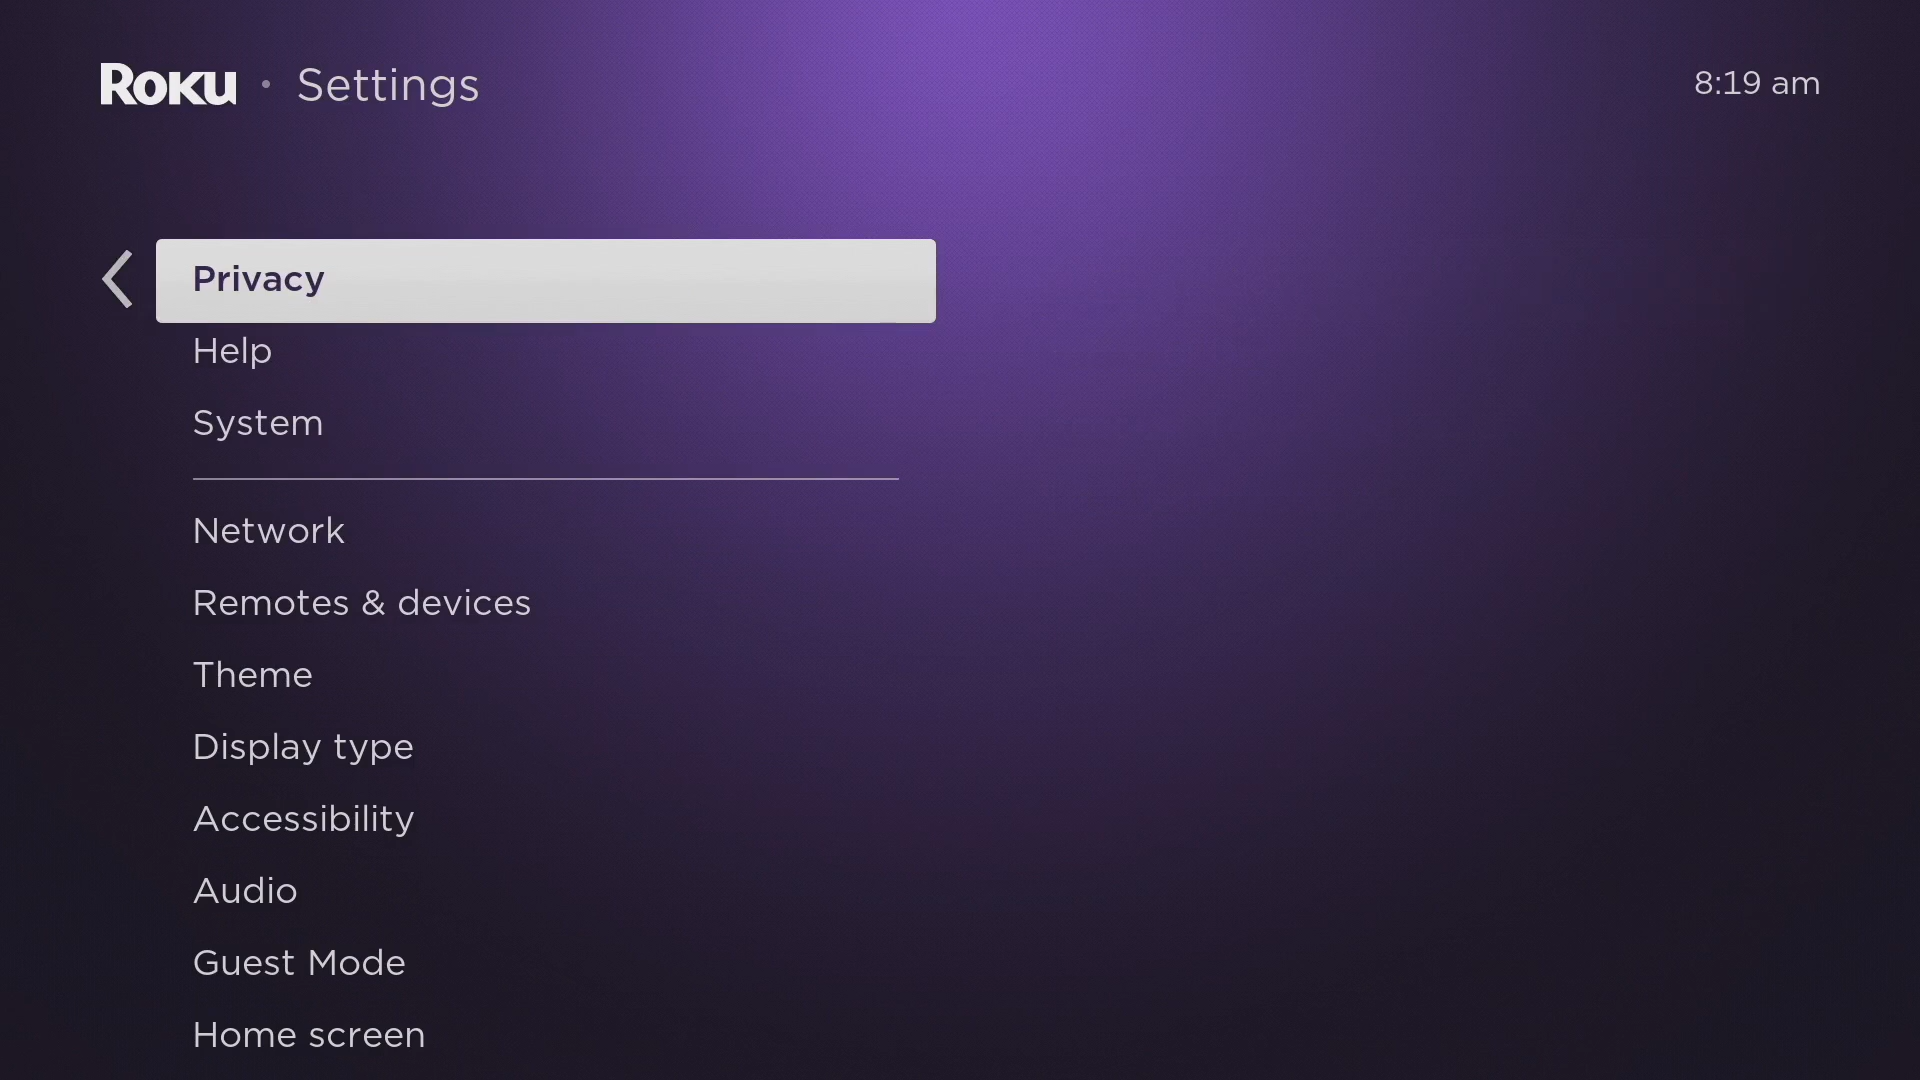 Roku • Settings
8:19 am
Privacy
Help
System
Network
Remotes & devices
Theme
Display type
Accessibility
Audio
Guest Mode
Home screen